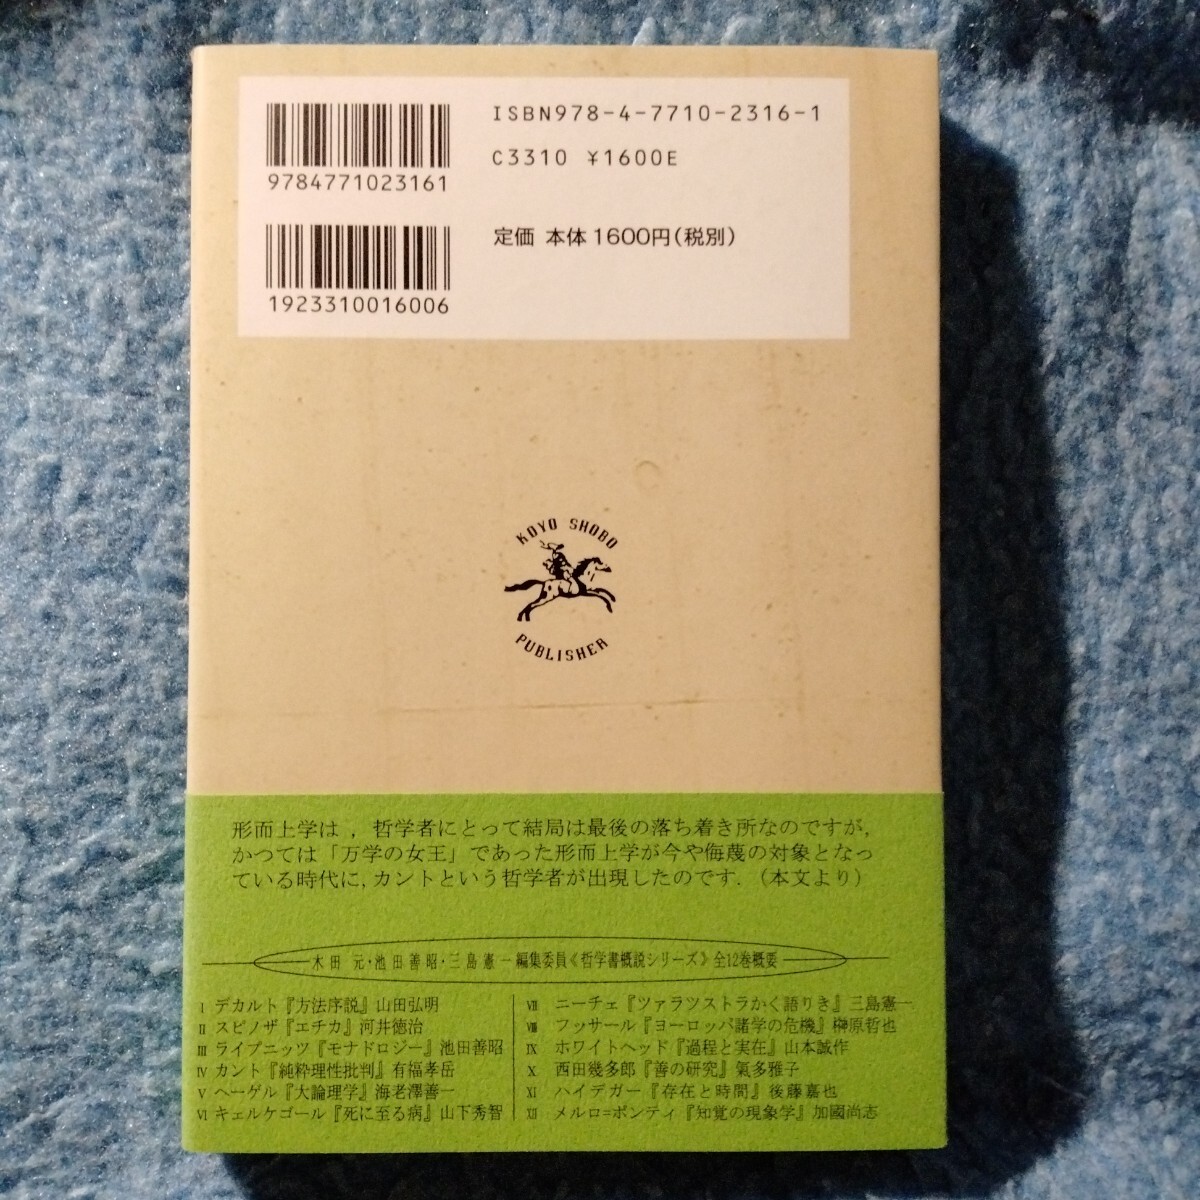 ISBN978-4-7710-2316-1
C3310 ¥1600E
9784771023161
定価 本体1600円(税別)
1923310016006
KOYO SHOBO
PUBLISHER
形而上学は，哲学者にとって結局は最後の落ち着き所なのですが，
かつては「万学の女王」であった形而上学が今や侮蔑の対象となっ
ている時代に，カントという哲学者が出現したのです．(本文より)
木田 元・池田善昭・三島憲一編集委員《哲学書概説シリーズ》全12巻概要
Ⅰ デカルト『方法序説』山田弘明
Ⅱ スピノザ『エチカ』河井徳治
Ⅲ ライプニッツ『モナドロジー』池田善昭
Ⅳ カント『純粋理性批判』有福孝岳
Ⅴ ヘーゲル『大論理学』海老澤善一
Ⅵ キェルケゴール『死に至る病』山下秀智
Ⅶ ニーチェ『ツァラツストラかく語りき』三島憲一
Ⅷ フッサール『ヨーロッパ諸学の危機』榊原哲也
Ⅸ ホワイトヘッド『過程と実在』山本誠作
Ⅹ 西田幾多郎『善の研究』氣多雅子
Ⅺ ハイデガー『存在と時間』後藤嘉也
Ⅻ メルロ=ポンティ『知覚の現象学』加國尚志